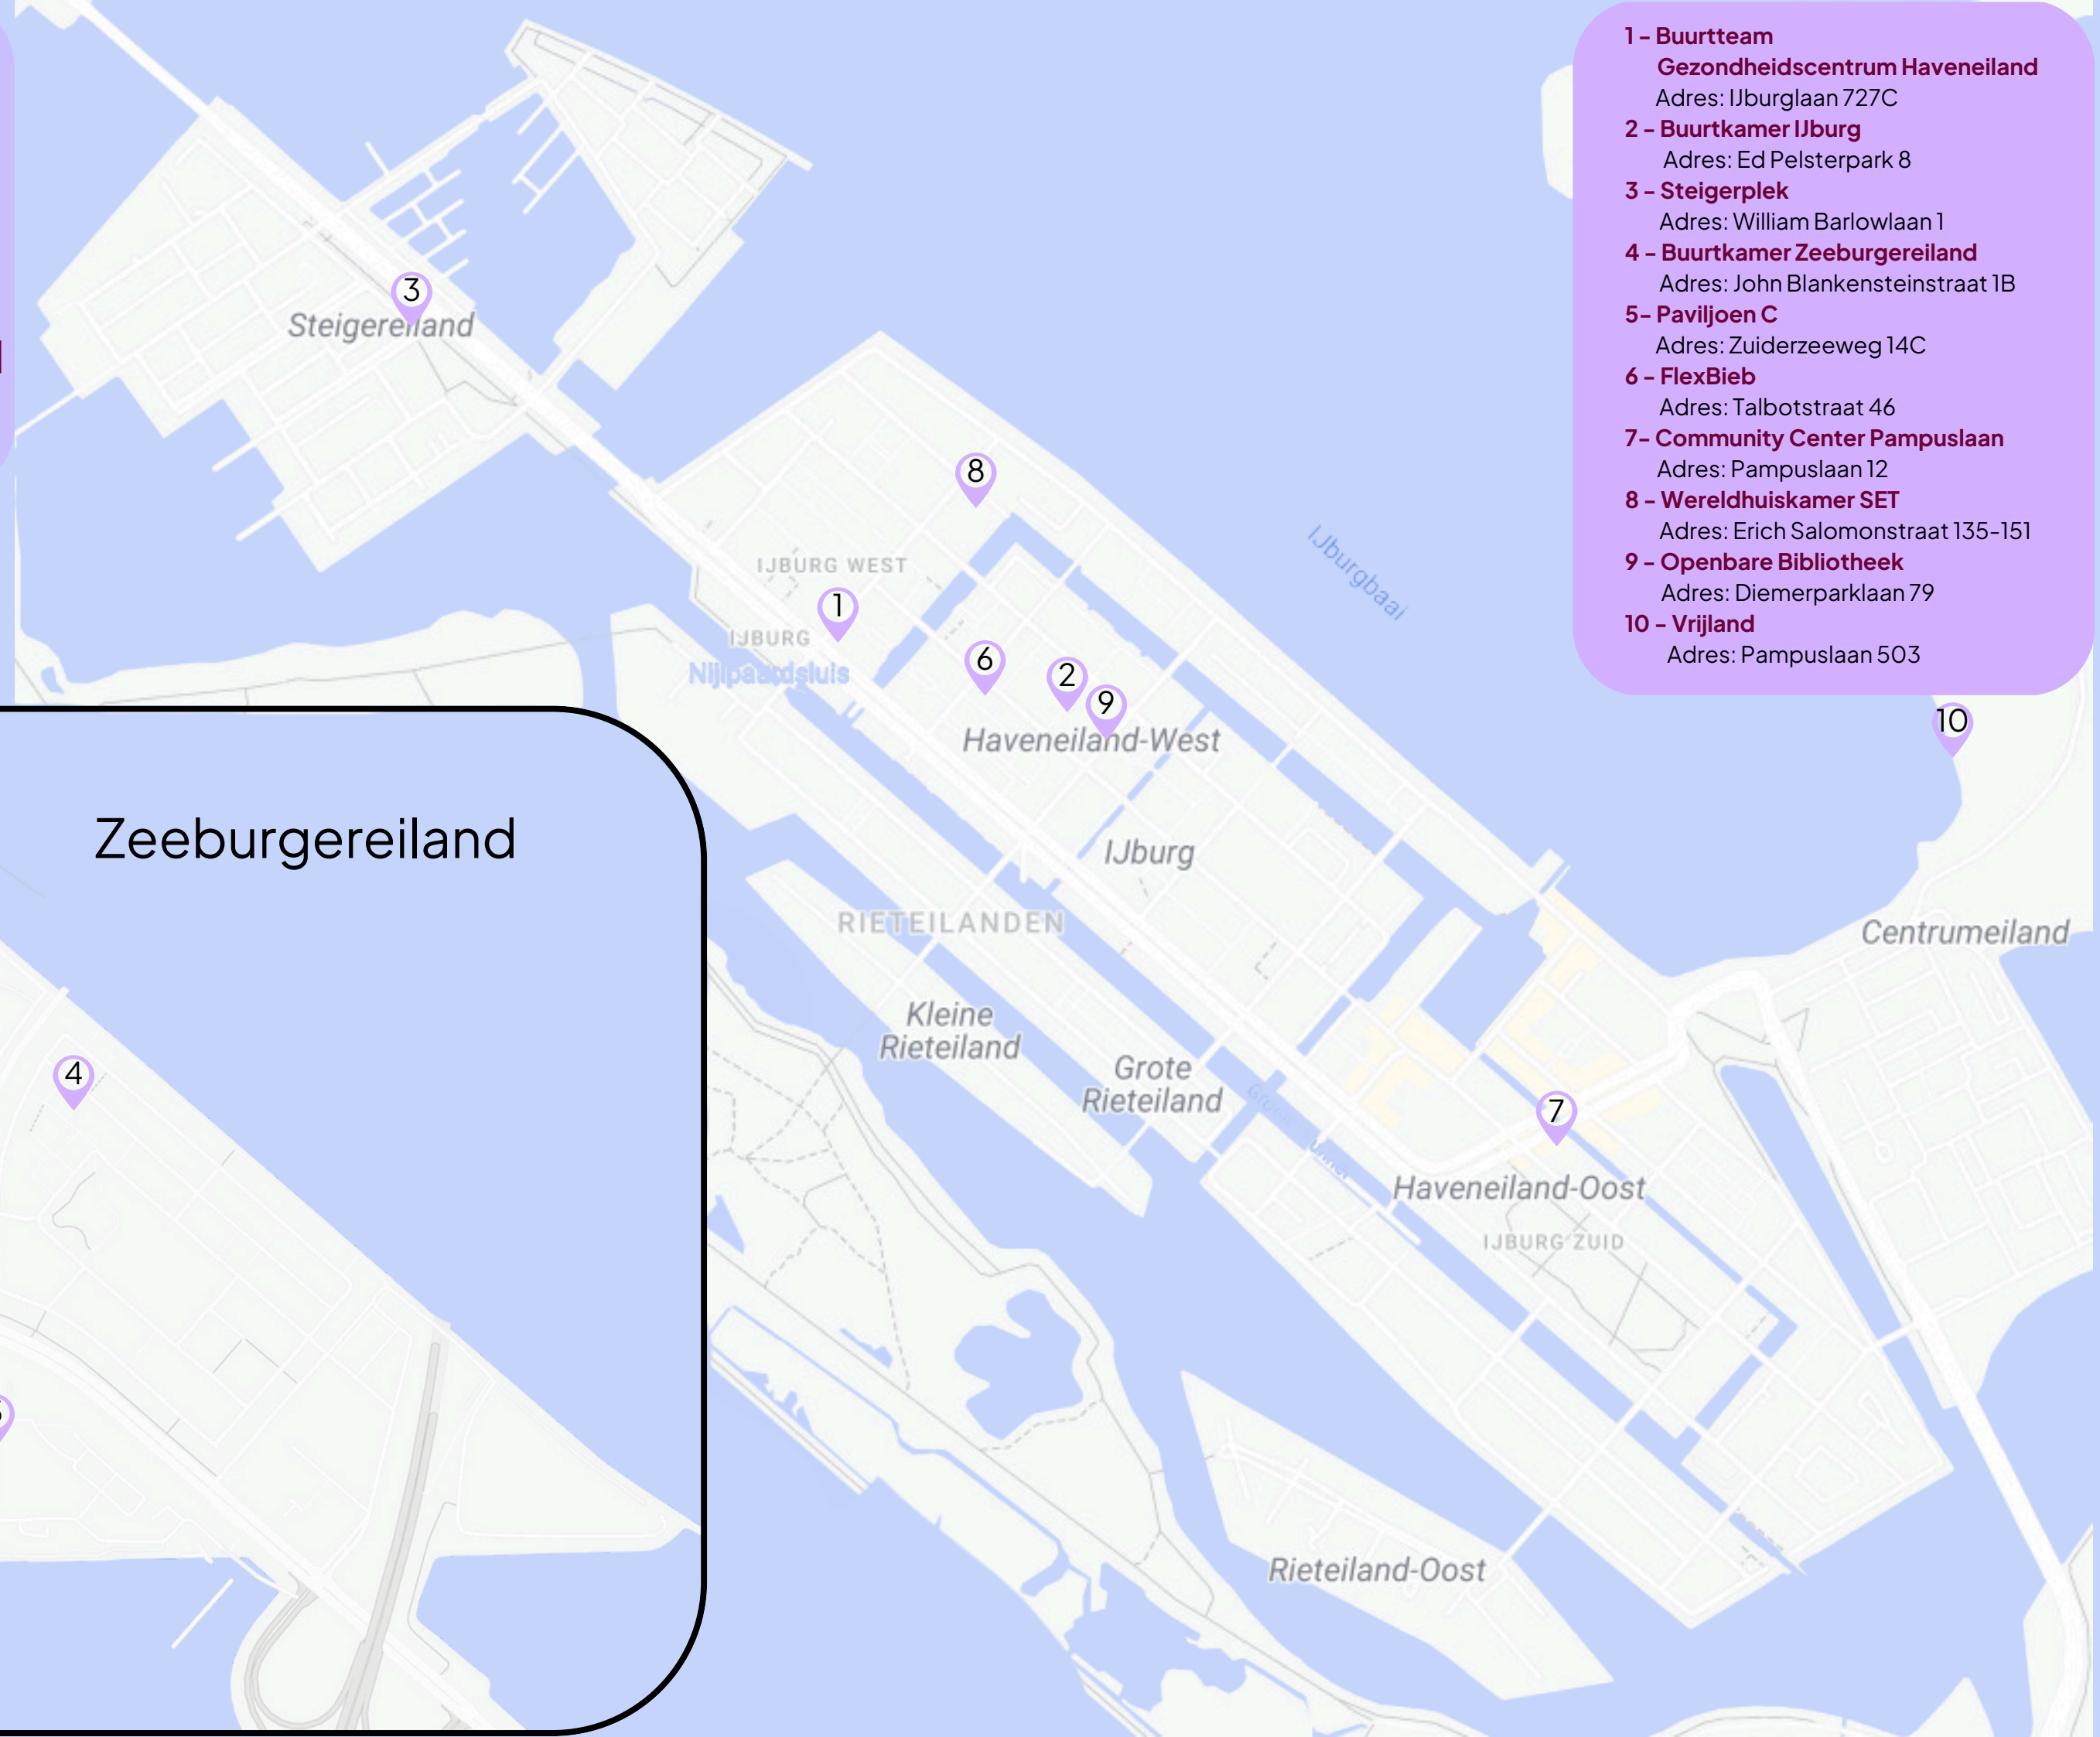 1 – Buurtteam
Gezondheidscentrum Haveneiland
Adres: IJburglaan 727C
2 – Buurtkamer IJburg
Adres: Ed Pelsterpark 8
3 – Steigerplek
Adres: William Barlowlaan 1
4 – Buurtkamer Zeeburgereiland
Adres: John Blankensteinstraat 1B
5– Paviljoen C
Adres: Zuiderzeeweg 14C
6 – FlexBieb
Adres: Talbotstraat 46
7– Community Center Pampuslaan
Adres: Pampuslaan 12
8 – Wereldhuiskamer SET
Adres: Erich Salomonstraat 135-151
9 – Openbare Bibliotheek
Adres: Diemerparklaan 79
10 – Vrijland
Adres: Pampuslaan 503
3
Steigereiland
8
IJburgbaai
IJBURG WEST
1
IJBURG
Nijlpaardsluis
6
2
9
Haveneiland-West
10
Zeeburgereiland
IJburg
RIETEILANDEN
Centrumeiland
Kleine
Rieteiland
Grote
Rieteiland
4
7
Haveneiland-Oost
IJBURG ZUID
Rieteiland-Oost